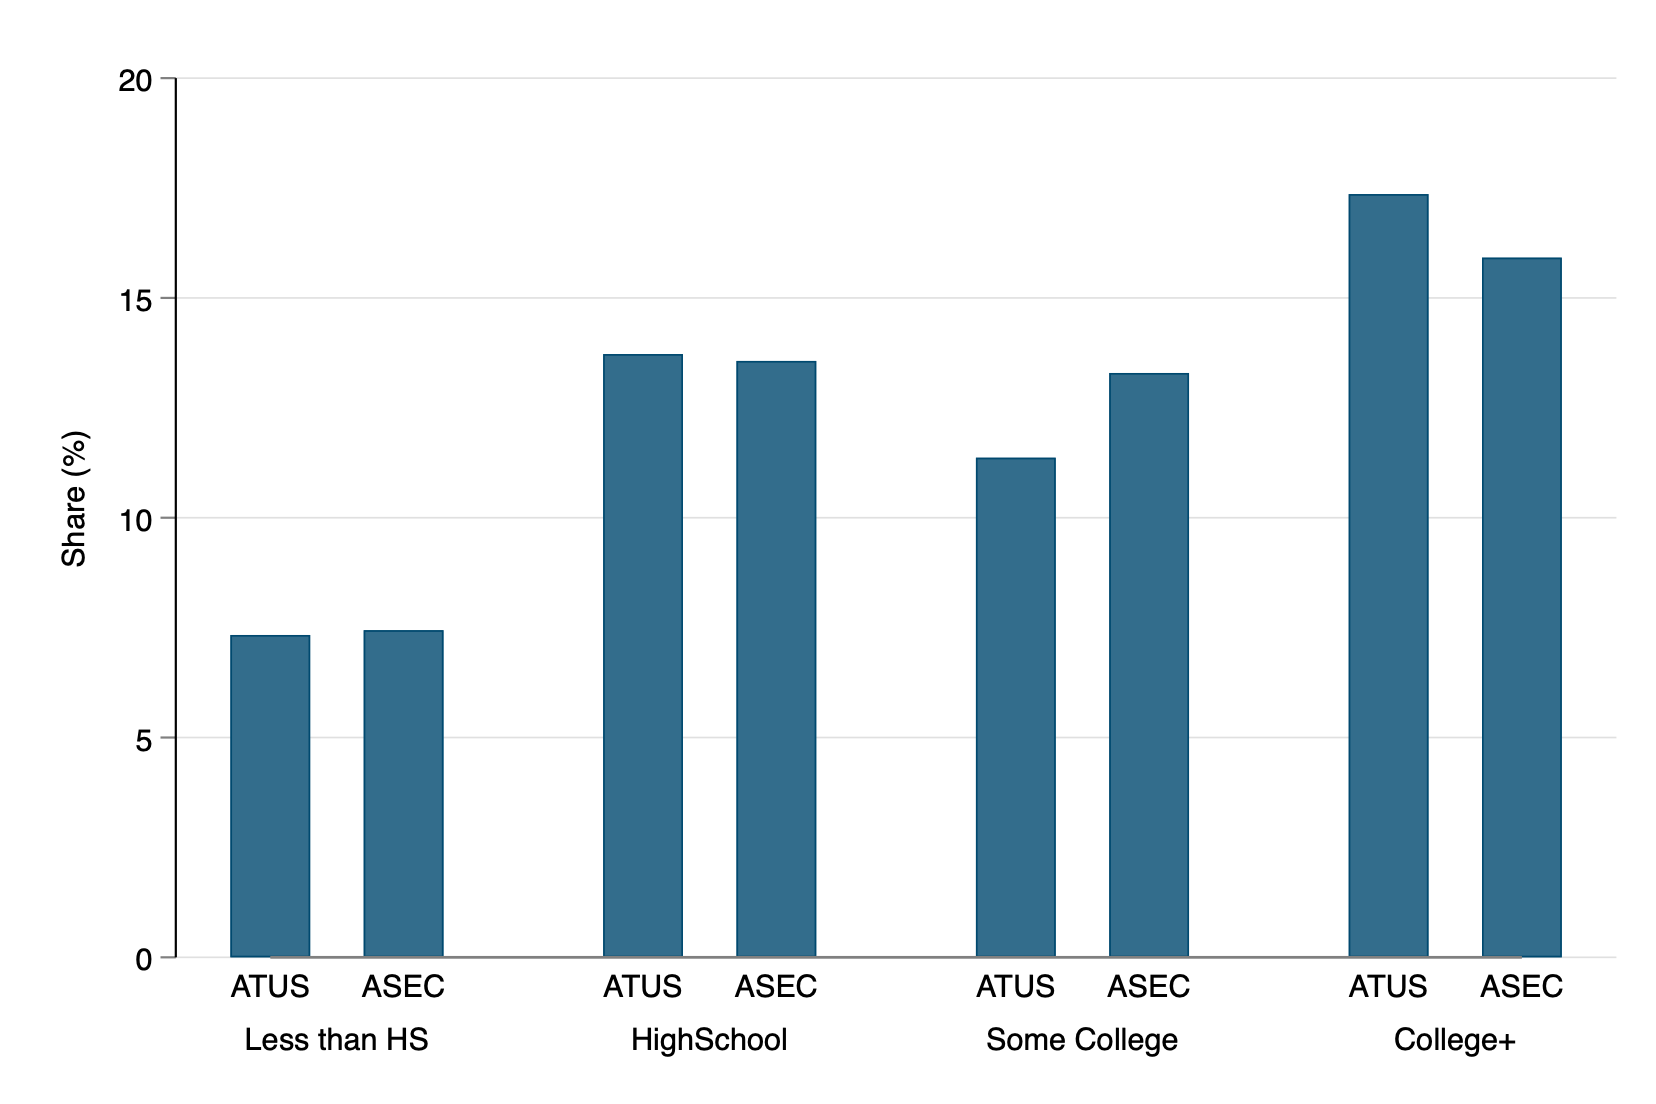 20
15
10
5
0
Share (%)
ATUS ASEC ATUS ASEC ATUS ASEC ATUS ASEC
Less than HS HighSchool Some College College+